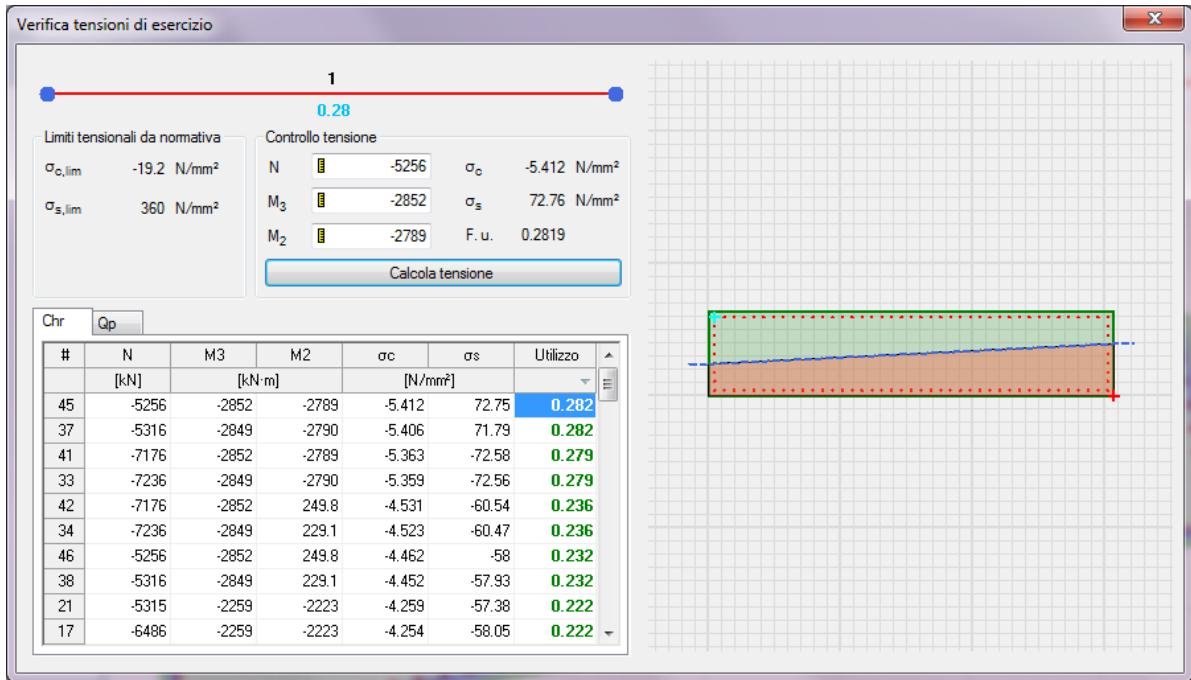 Verifica tensioni di esercizio
x
1
0.28
Limiti tensionali da normativa
σc,lim -19.2 N/mm²
σs,lim 360 N/mm²
Controllo tensione
N -5256 σc -5.412 N/mm²
M3 -2852 σs 72.76 N/mm²
M2 -2789 F. u. 0.2819
Calcola tensione
Chr Qp
# N M3 M2 σc σs Utilizzo
[kN] [kN·m] [N/mm²]
45 -5256 -2852 -2789 -5.412 72.75 0.282
37 -5316 -2849 -2790 -5.406 71.79 0.282
41 -7176 -2852 -2789 -5.363 -72.58 0.279
33 -7236 -2849 -2790 -5.359 -72.56 0.279
42 -7176 -2852 249.8 -4.531 -60.54 0.236
34 -7236 -2849 229.1 -4.523 -60.47 0.236
46 -5256 -2852 249.8 -4.462 -58 0.232
38 -5316 -2849 229.1 -4.452 -57.93 0.232
21 -5315 -2259 -2223 -4.259 -57.38 0.222
17 -6486 -2259 -2223 -4.254 -58.05 0.222